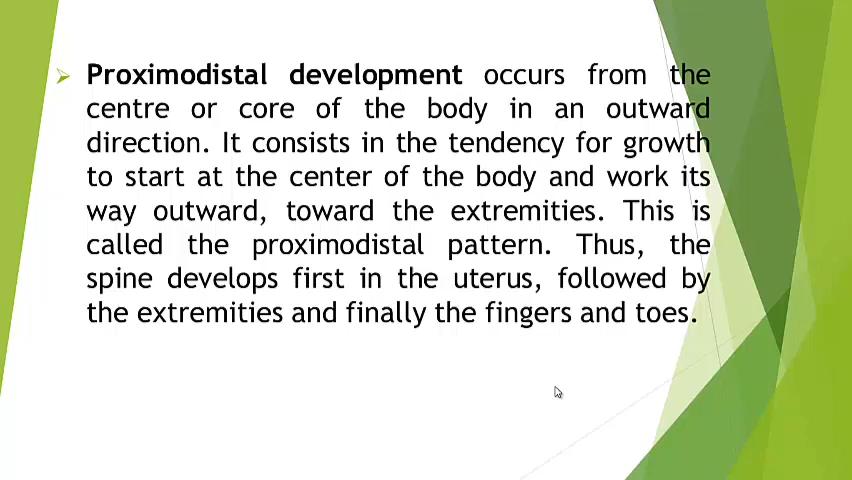 Proximodistal development occurs from the
centre or core of the body in an outward
direction. It consists in the tendency for growth
to start at the center of the body and work its
way outward, toward the extremities. This is
called the proximodistal pattern. Thus, the
spine develops first in the uterus, followed by
the extremities and finally the fingers and toes.